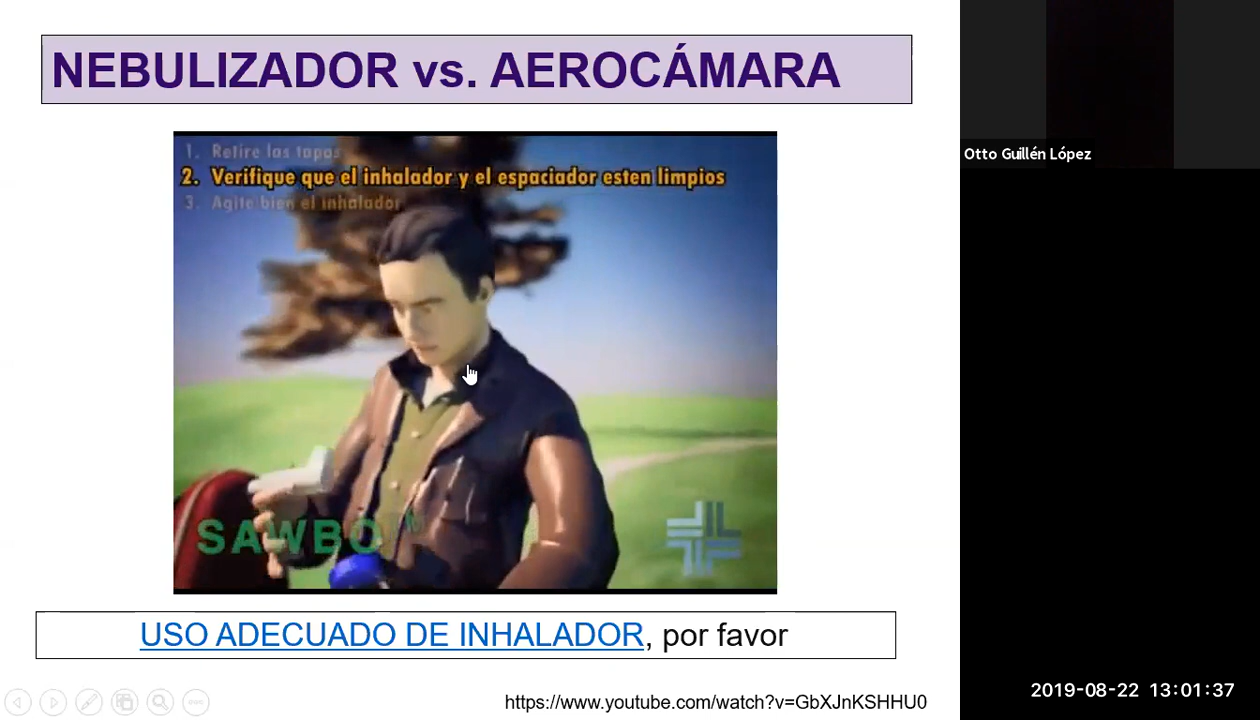 NEBULIZADOR vs. AEROCÁMARA
1. Retire las tapas
2. Verifique que el inhalador y el espaciador esten limpios
3. Agite bien el inhalador
SAWBO™
USO ADECUADO DE INHALADOR, por favor
https://www.youtube.com/watch?v=GbXJnKSHHU0
Otto Guillén López
2019-08-22 13:01:37